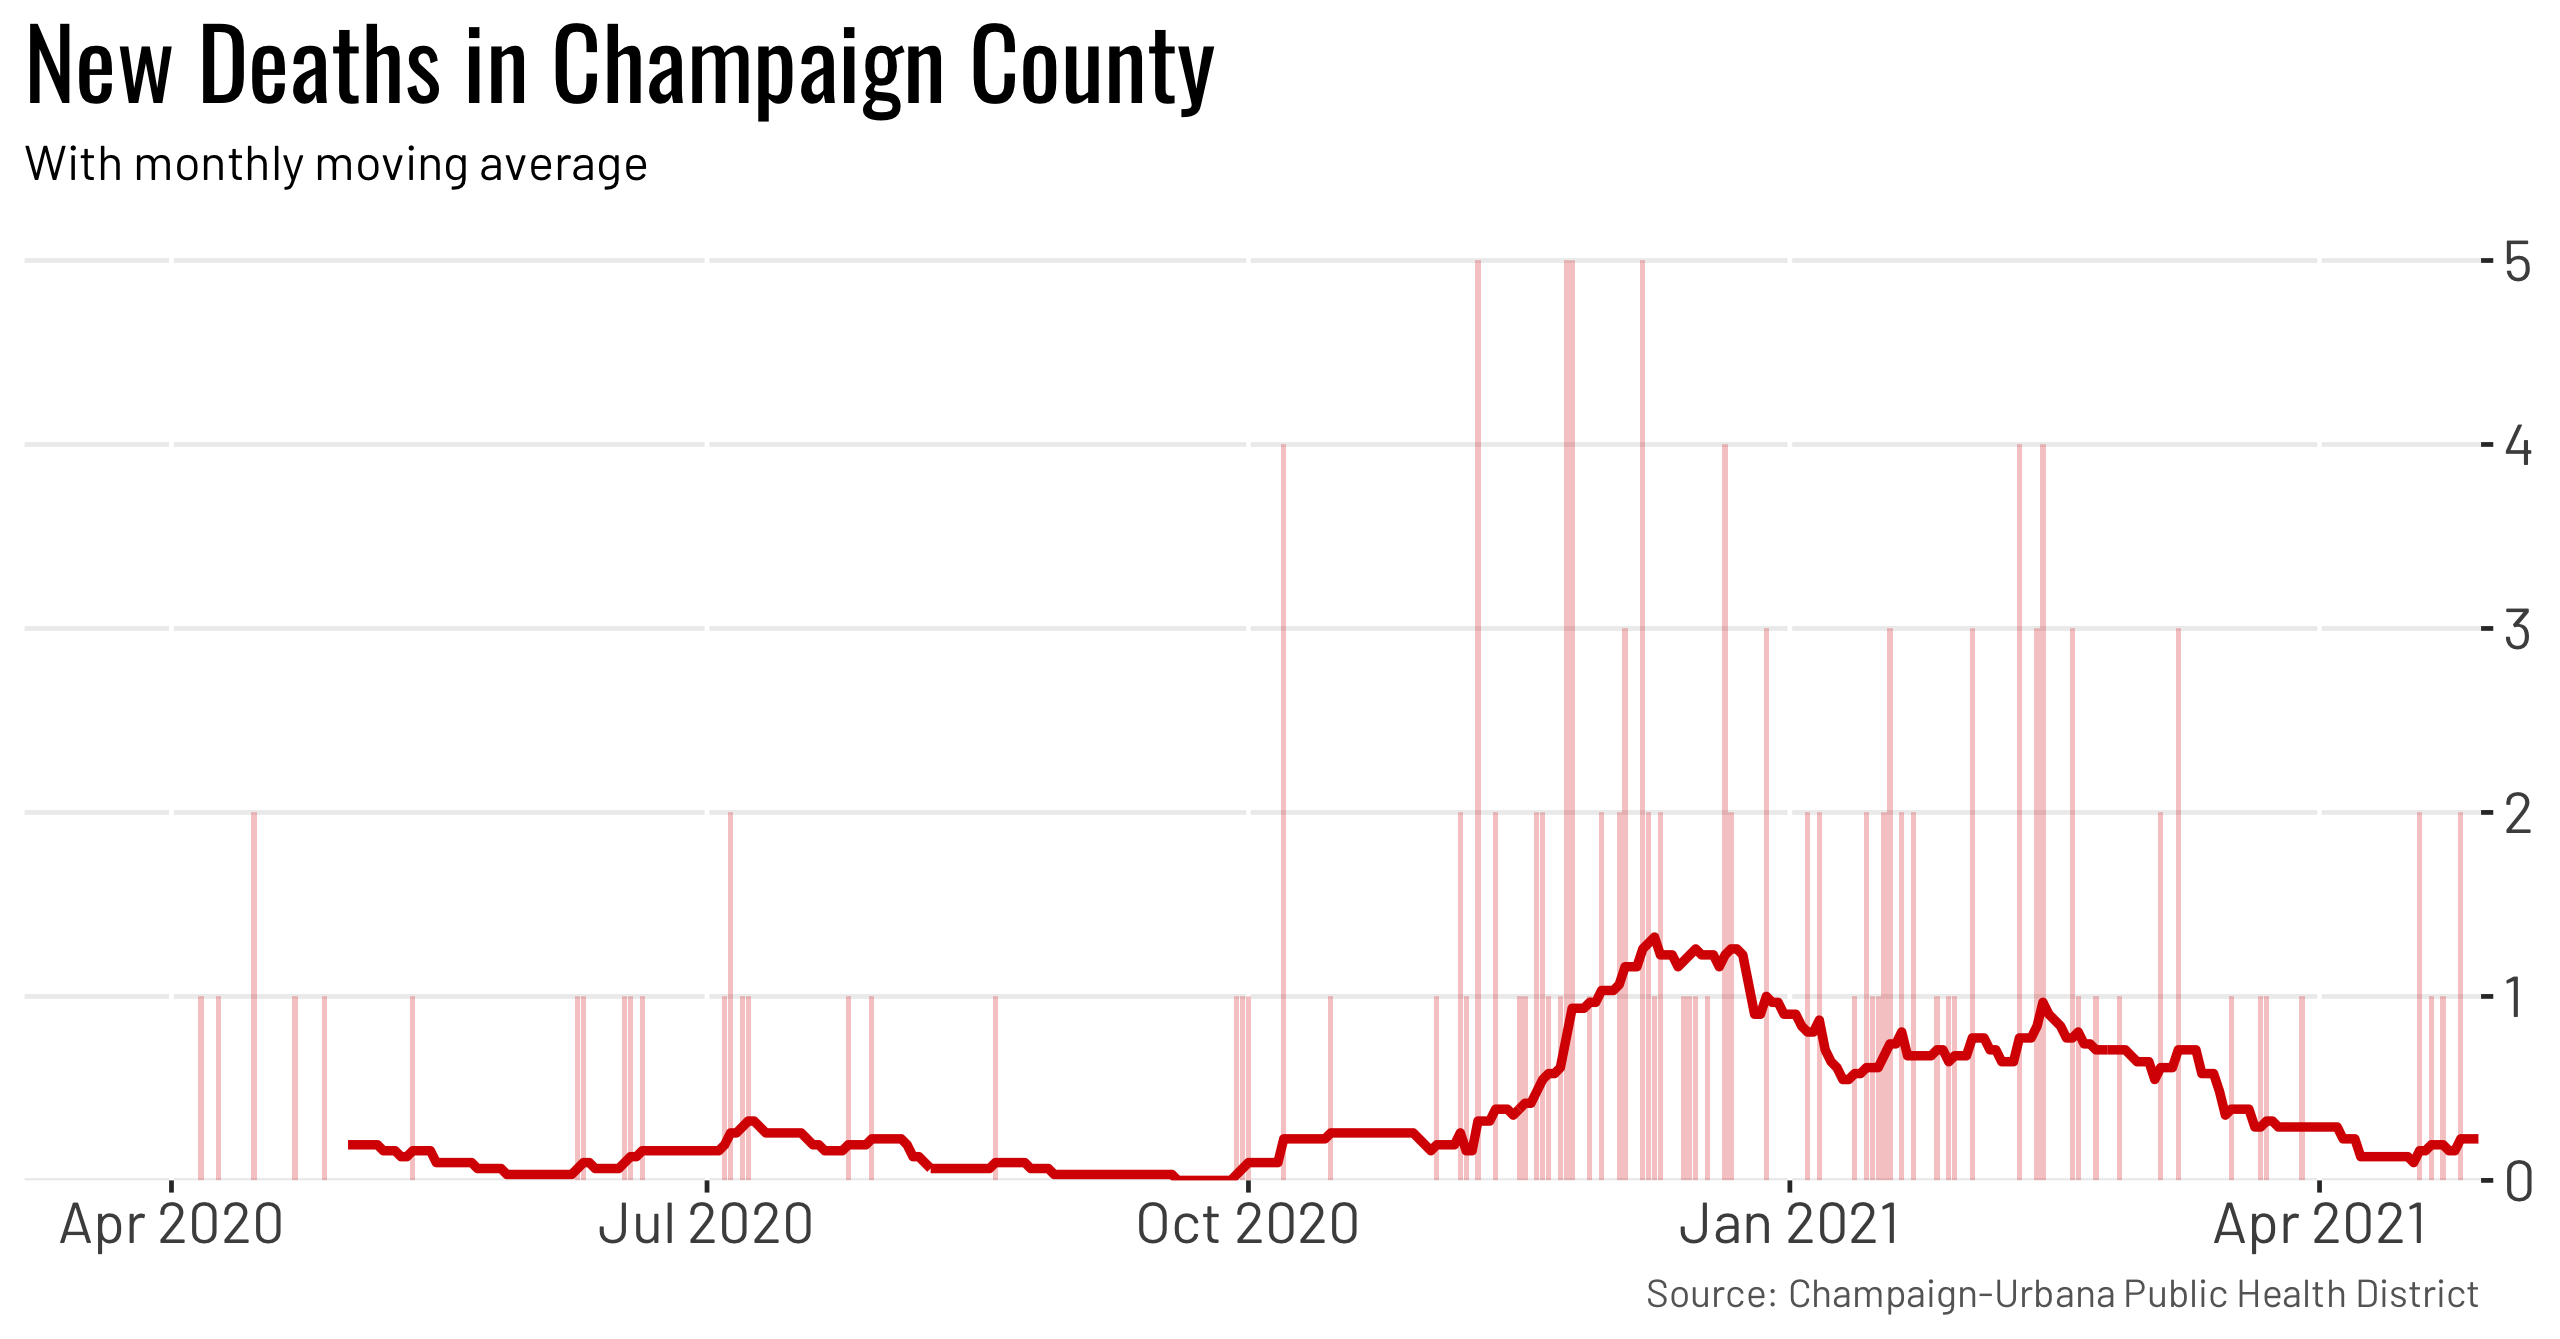 New Deaths in Champaign County
With monthly moving average
5
4
3
2
1
0
Apr 2020 Jul 2020 Oct 2020 Jan 2021 Apr 2021
Source: Champaign-Urbana Public Health District